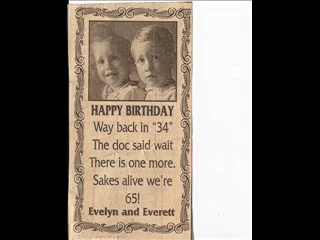 HAPPY BIRTHDAY
Way back in "34"
The doc said wait
There is one more.
Sakes alive we're
65!
Evelyn and Everett